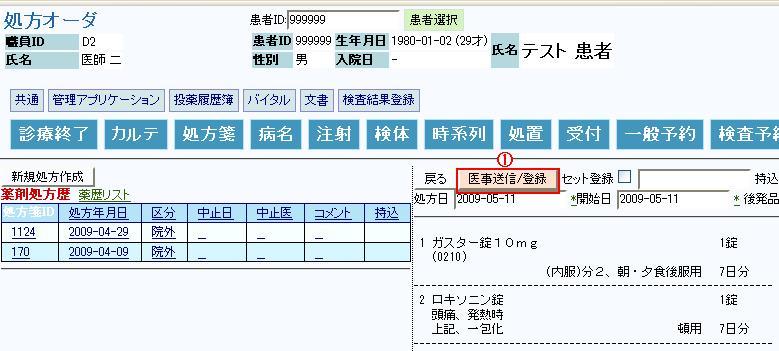 処方オーダ
患者ID: 999999 患者選択
職員ID D2
氏名 医師 二
患者ID 999999 生年月日 1980-01-02 (29才) 氏名 テスト 患者
性別 男 入院日 -
共通 管理アプリケーション 投薬履歴簿 バイタル 文書 検査結果登録
診療終了 カルテ 処方箋 病名 注射 検体 時系列 処置 受付 一般予約 検査予約
①
新規処方作成
薬剤処方歴 薬歴リスト
処方箋ID 処方年月日 区分 中止日 中止医 コメント 持込
1124 2009-04-29 院外 _ _ _ _
170 2009-04-09 院外 _ _ _ _
戻る 医事送信/登録 セット登録 持込
処方日 2009-05-11 *開始日 2009-05-11 * 後発品
1 ガスター錠10mg 1錠
(0210)
(内服)分2、朝・夕食後服用 7日分
2 ロキソニン錠 1錠
頭痛、発熱時
上記、一包化 頓用 7日分